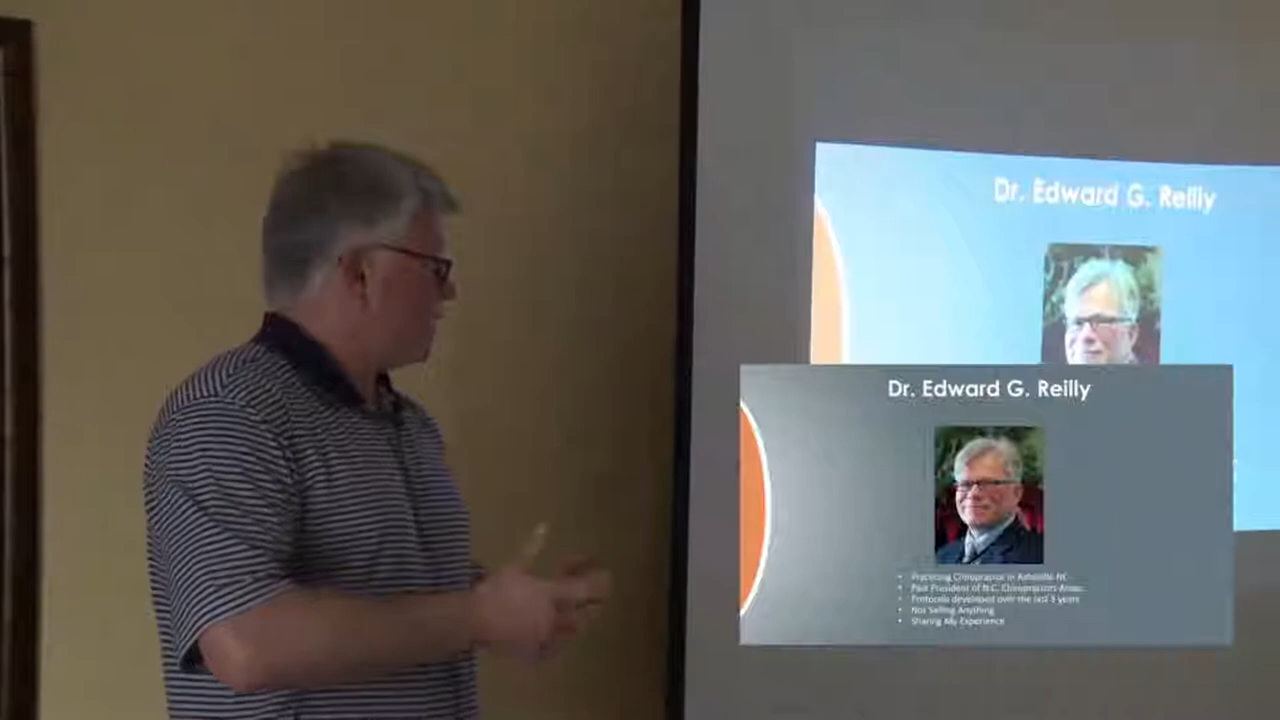 Dr. Edward G. Reilly
Dr. Edward G. Reilly
• Practicing Chiropractor in Asheville NC
• Past President of N.C. Chiropractors Assoc.
• Protocols developed over the last 3 years
• Not Selling Anything
• Sharing My Experience